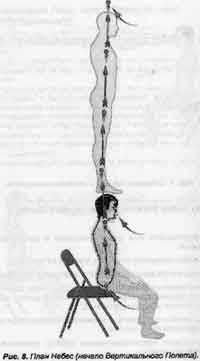 Рис. 8. План Небес (начало Вертикального Полета).